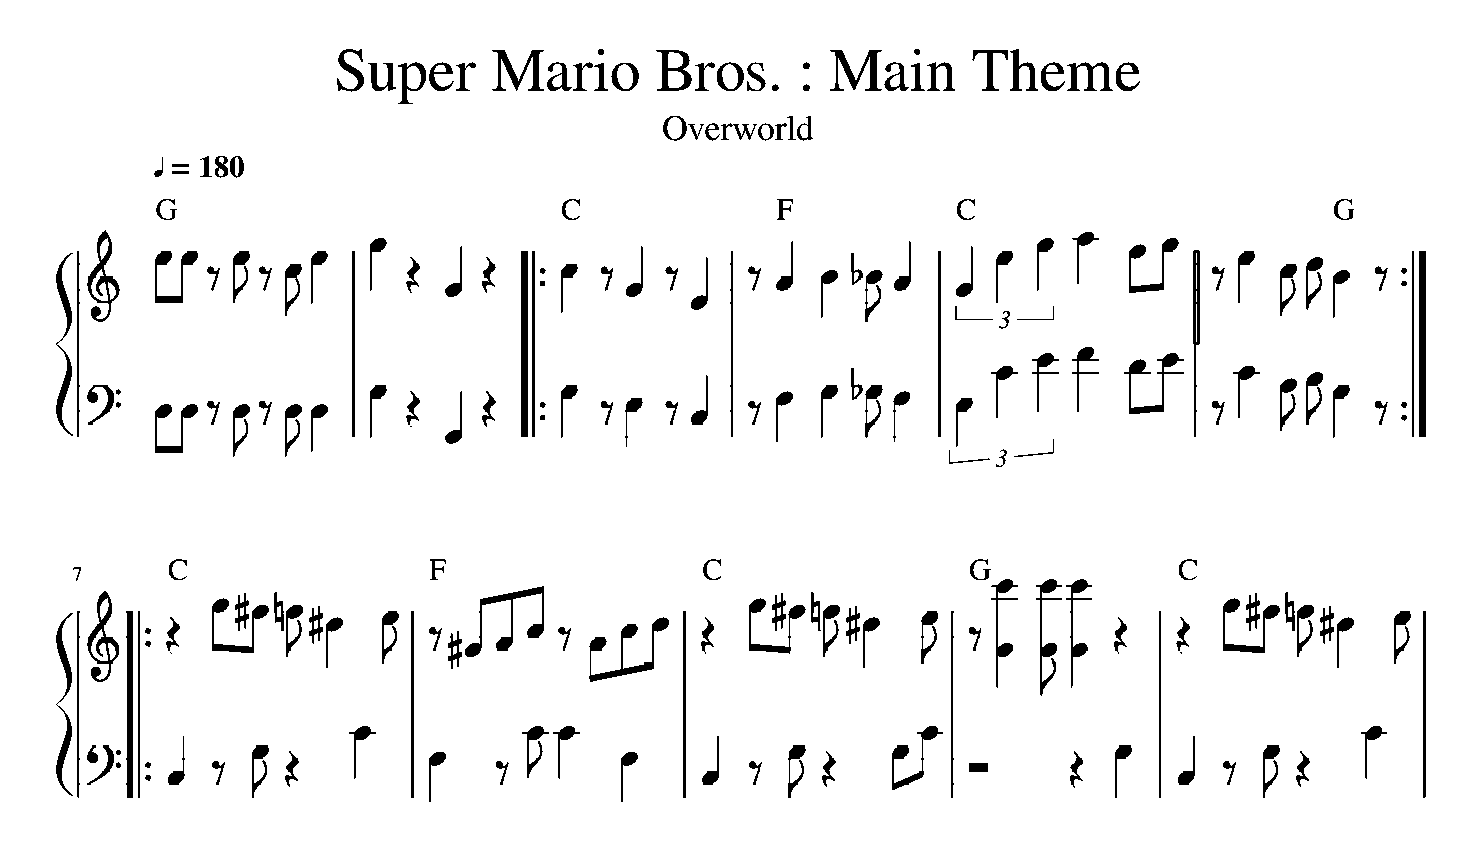 Super Mario Bros. : Main Theme
Overworld
♩ = 180
G C F C G
3
3
7
C F C G C